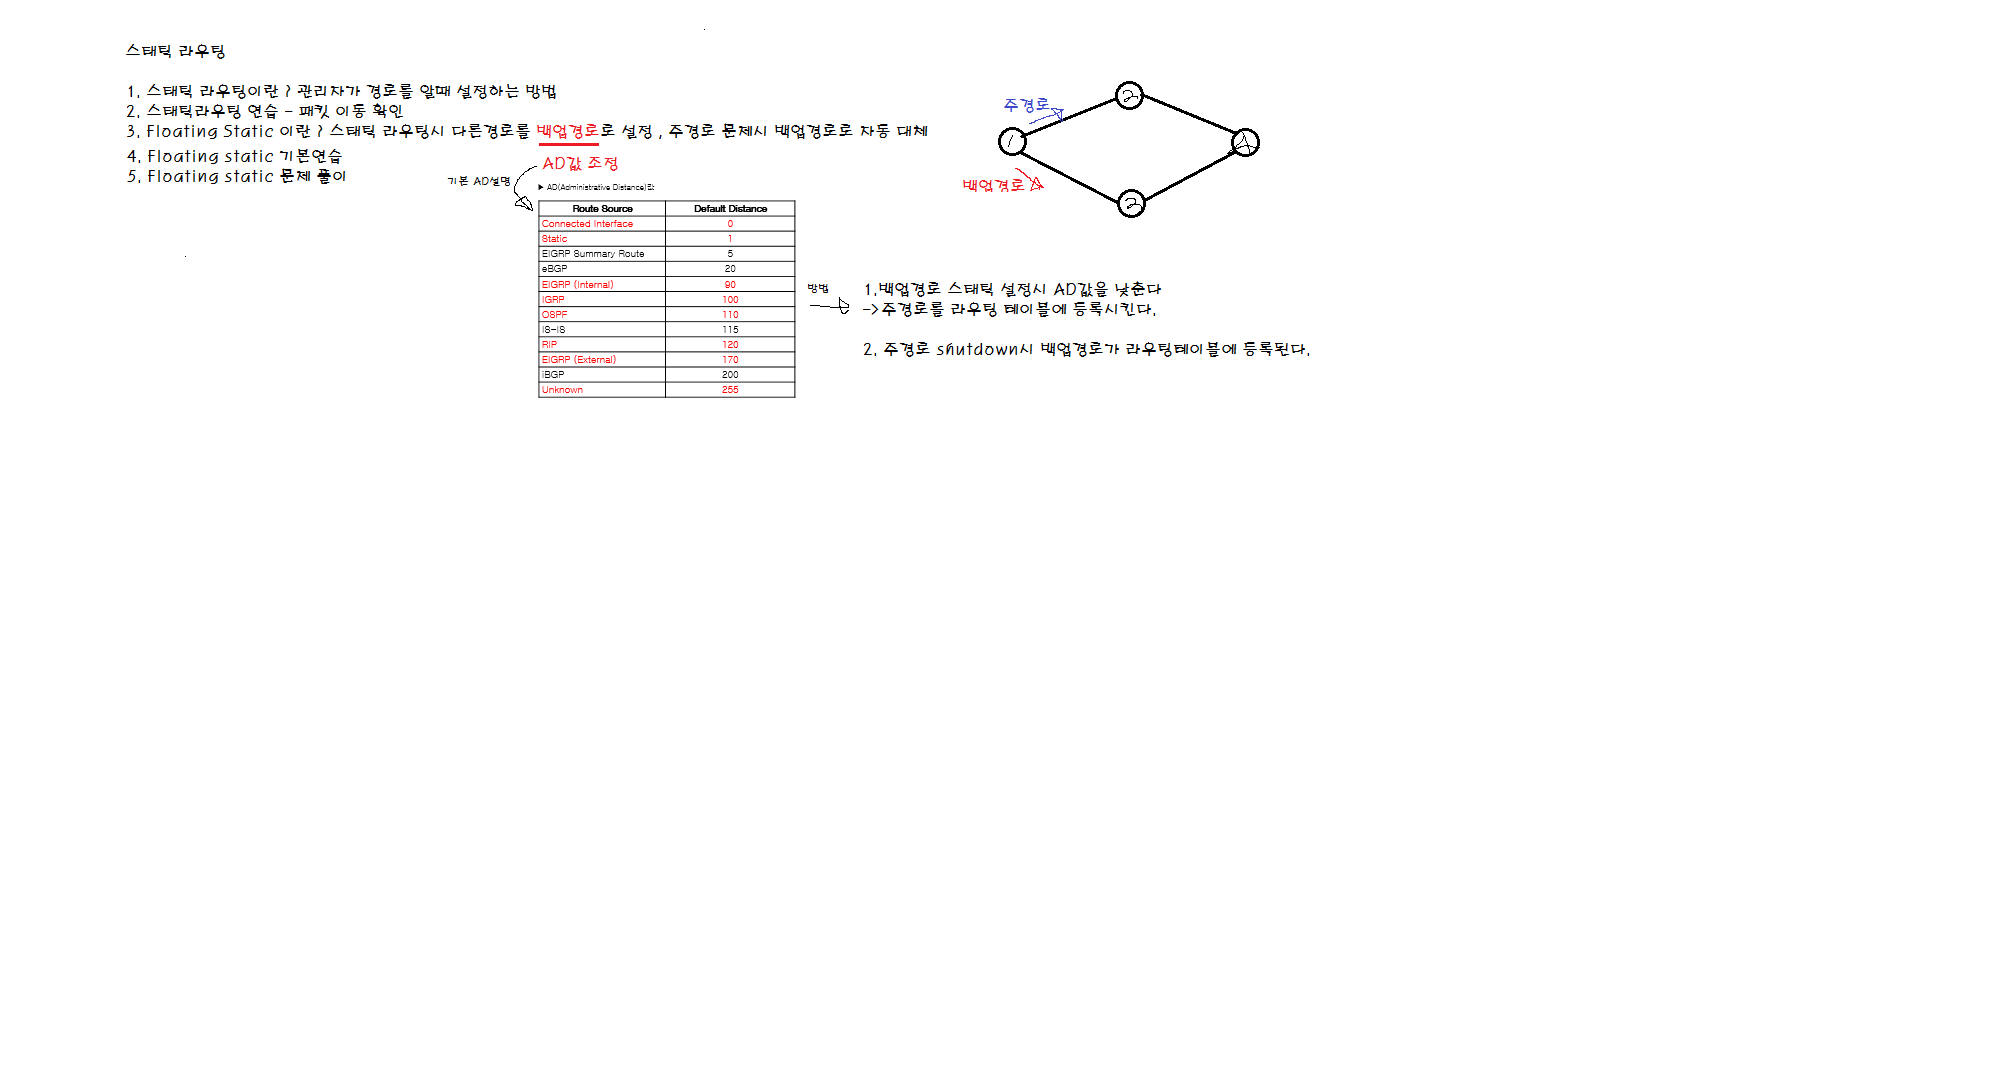 스태틱 라우팅
1. 스태틱 라우팅이란 ? 관리자가 경로를 알때 설정하는 방법
2. 스태틱라우팅 연습 - 패킷 이동 확인
3. Floating Static 이란 ? 스태틱 라우팅시 다른경로를 백업경로로 설정 , 주경로 문제시 백업경로로 자동 대체
4. Floating static 기본연습
5. Floating static 문제 풀이
AD값 조정
기본 AD설명
▶ AD(Administrative Distance)란
Route Source Default Distance
Connected Interface 0
Static 1
EIGRP Summary Route 5
eBGP 20
EIGRP (Internal) 90
IGRP 100
OSPF 110
IS-IS 115
RIP 120
EIGRP (External) 170
iBGP 200
Unknown 255
주경로
백업경로
1
2
3
4
방법
1.백업경로 스태틱 설정시 AD값을 낮춘다
->주경로를 라우팅 테이블에 등록시킨다.
2. 주경로 shutdown시 백업경로가 라우팅테이블에 등록된다.